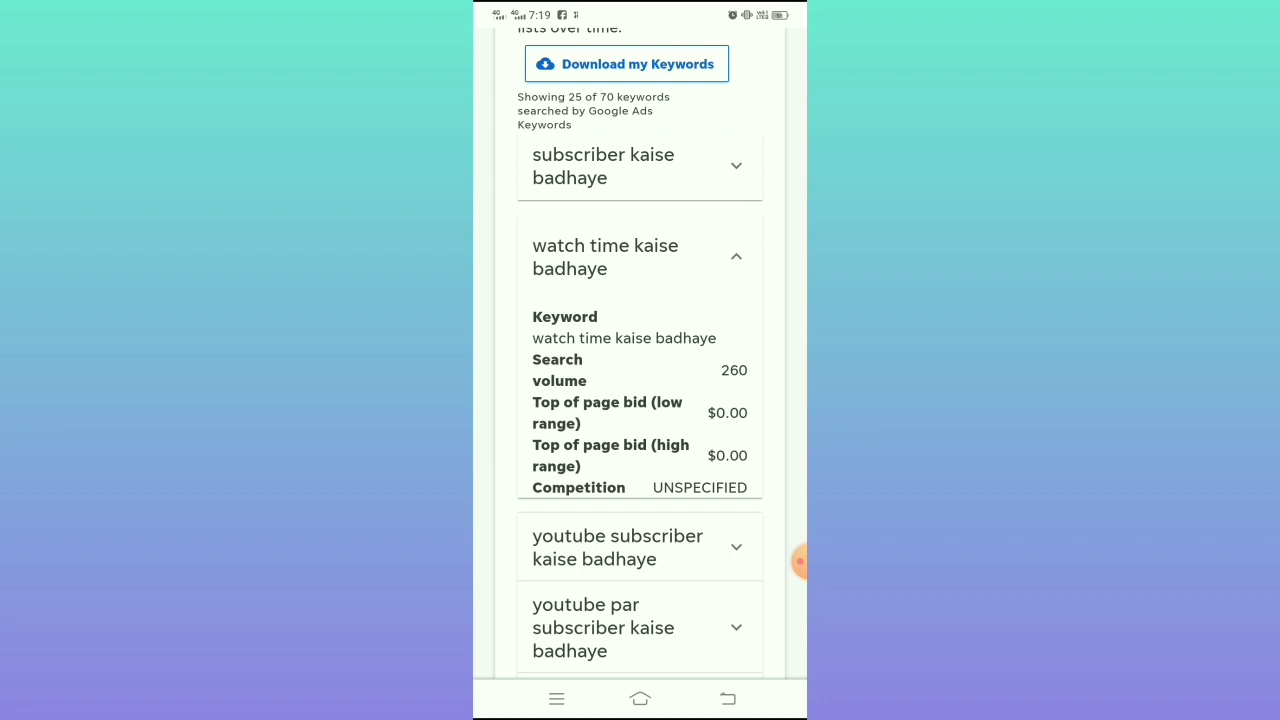 7:19
lists over time.
Download my Keywords
Showing 25 of 70 keywords
searched by Google Ads
Keywords
subscriber kaise
badhaye
watch time kaise
badhaye
Keyword
watch time kaise badhaye
Search
volume
260
Top of page bid (low
range)
$0.00
Top of page bid (high
range)
$0.00
Competition UNSPECIFIED
youtube subscriber
kaise badhaye
youtube par
subscriber kaise
badhaye